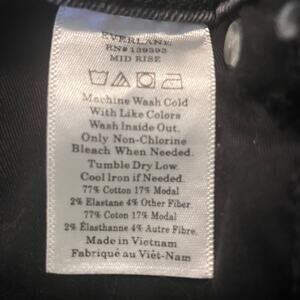 EVERLANE
RN# 139393
MID RISE
Machine Wash Cold
With Like Colors
Wash Inside Out.
Only Non-Chlorine
Bleach When Needed.
Tumble Dry Low.
Cool Iron if Needed.
77% Cotton 17% Modal
2% Elastane 4% Other Fiber.
77% Coton 17% Modal
2% Élasthanne 4% Autre Fibre.
Made in Vietnam
Fabriqué au Viêt-Nam